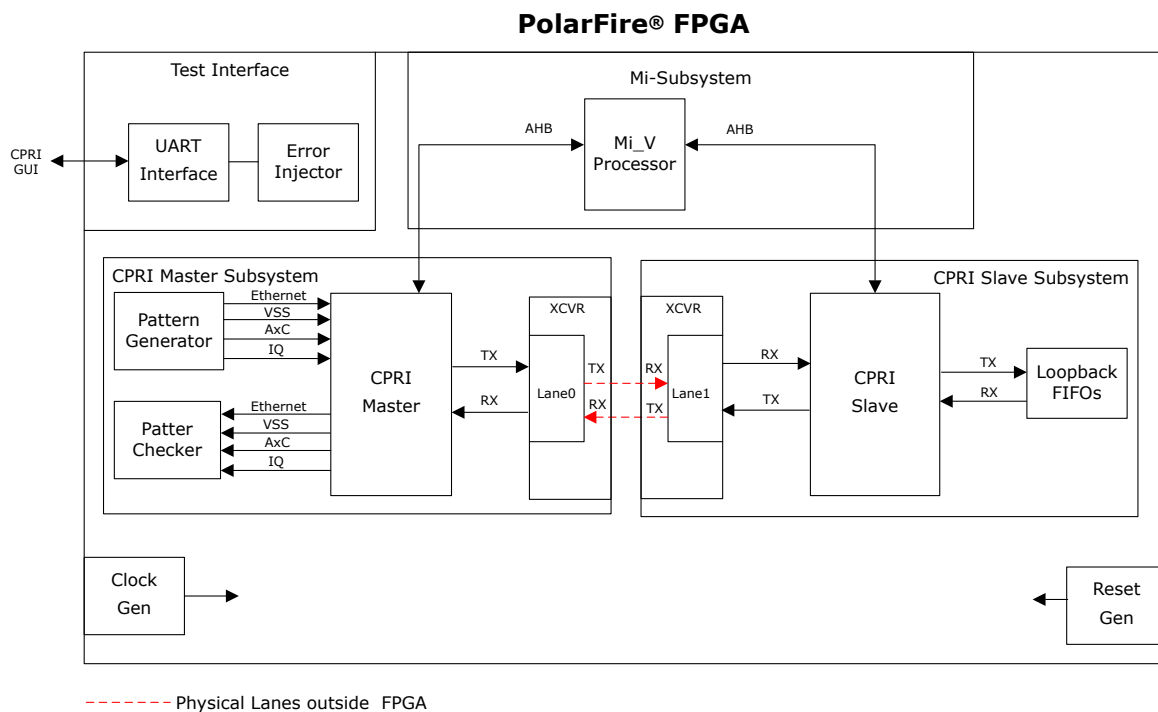 PolarFire® FPGA
Test Interface
Mi-Subsystem
CPRI
GUI
UART
Interface
Error
Injector
AHB
Mi_V
Processor
AHB
CPRI Master Subsystem
Pattern
Generator
Ethernet
VSS
AxC
IQ
Patter
Checker
Ethernet
VSS
AxC
IQ
CPRI
Master
TX
RX
XCVR
Lane0
TX
RX
RX
TX
CPRI Slave Subsystem
XCVR
Lane1
RX
TX
CPRI
Slave
TX
RX
Loopback
FIFOs
Clock
Gen
Reset
Gen
Physical Lanes outside FPGA